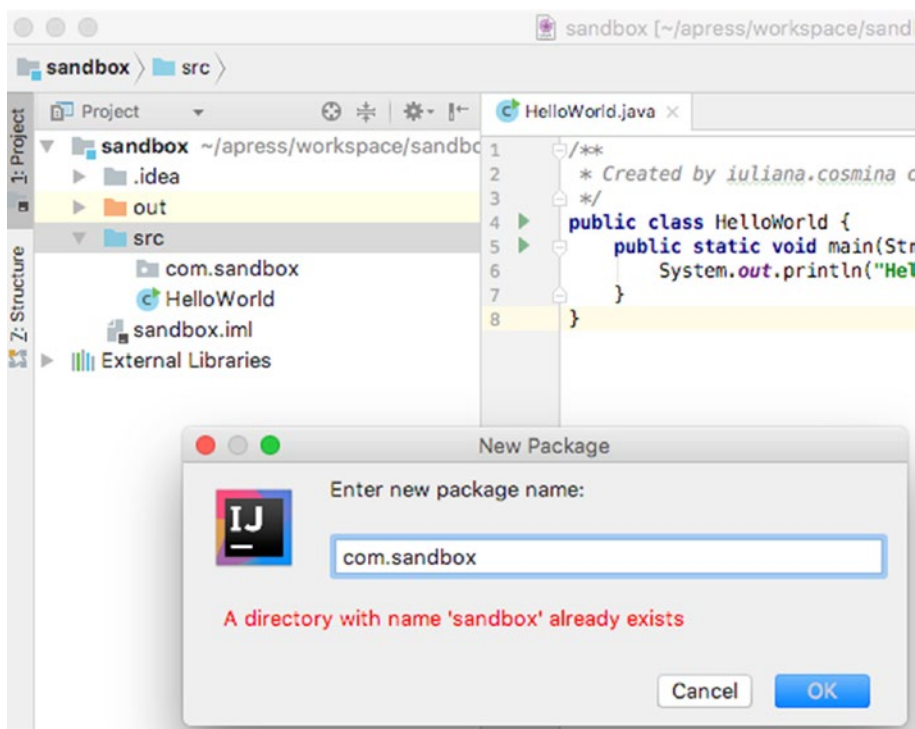 sandbox [~/apress/workspace/sand
sandbox src
1: Project
Project
HelloWorld.java
sandbox ~/apress/workspace/sandbo
.idea
out
src
com.sandbox
HelloWorld
sandbox.iml
External Libraries
Z: Structure
1 /**
2 * Created by iuliana.cosmina c
3 */
4 public class HelloWorld {
5 public static void main(Str
6 System.out.println("Hel
7 }
8 }
New Package
IJ
Enter new package name:
com.sandbox
A directory with name 'sandbox' already exists
Cancel OK